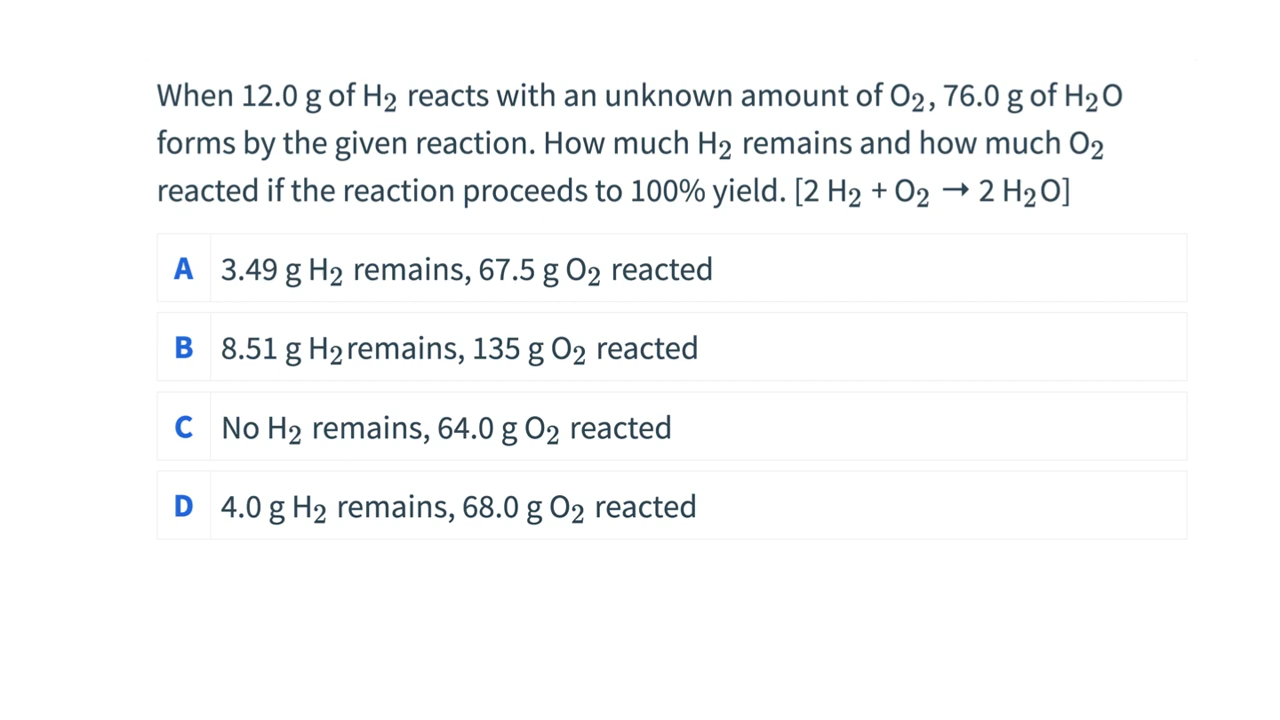 When 12.0 g of H₂ reacts with an unknown amount of O₂, 76.0 g of H₂O
forms by the given reaction. How much H₂ remains and how much O₂
reacted if the reaction proceeds to 100% yield. [2 H₂ + O₂ → 2 H₂O]
A 3.49 g H₂ remains, 67.5 g O₂ reacted
B 8.51 g H₂ remains, 135 g O₂ reacted
C No H₂ remains, 64.0 g O₂ reacted
D 4.0 g H₂ remains, 68.0 g O₂ reacted